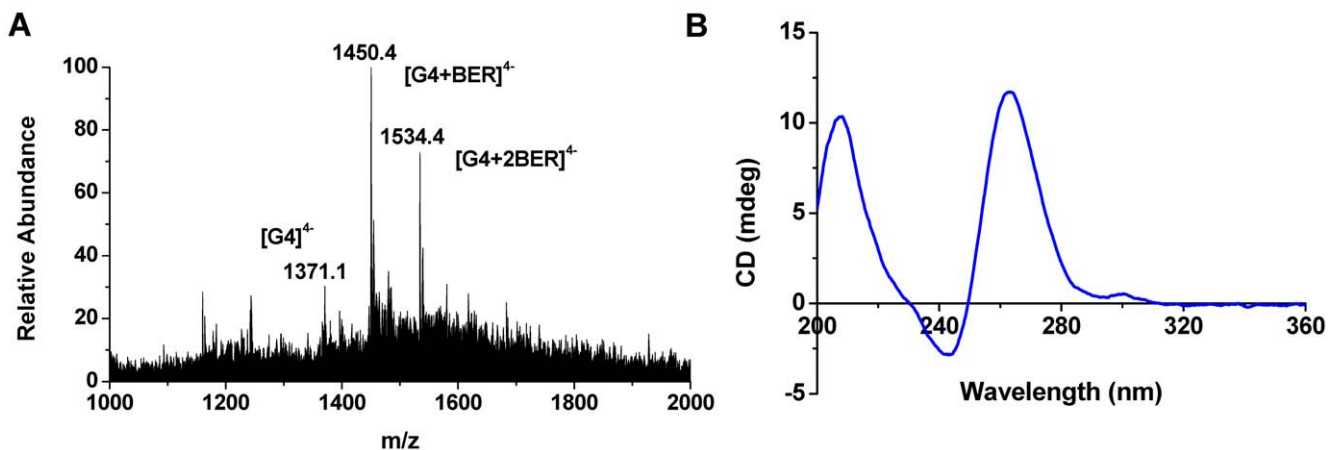 A
1450.4
[G4+BER]4-
1534.4
[G4+2BER]4-
[G4]4-
1371.1
100
80
60
40
20
0
Relative Abundance
1000
1200
1400
1600
1800
2000
m/z
B
15
10
5
0
-5
CD (mdeg)
200
240
280
320
360
Wavelength (nm)